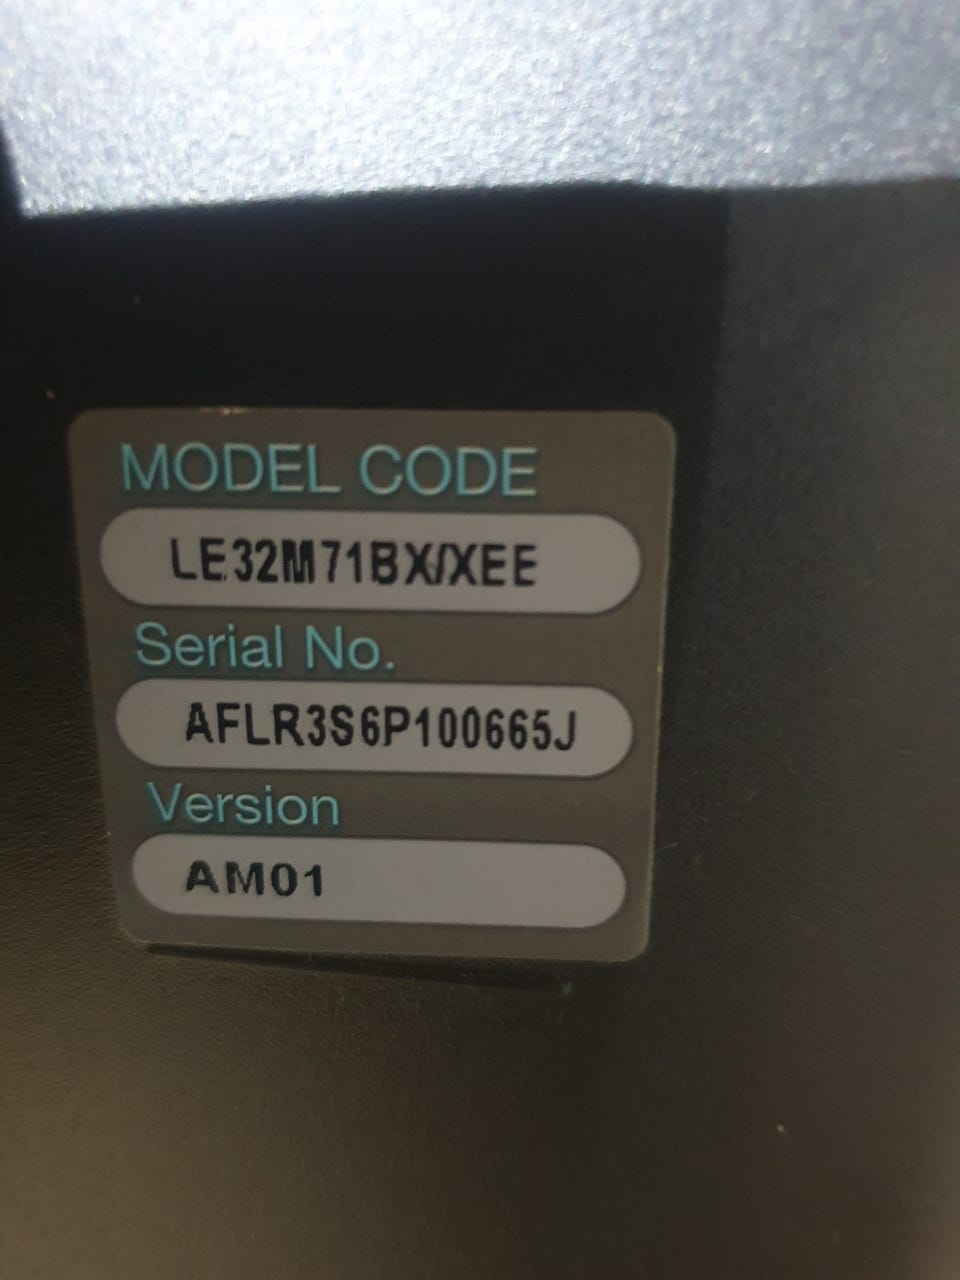 MODEL CODE
LE32M71BX/XEE
Serial No.
AFLR3S6P100665J
Version
AM01